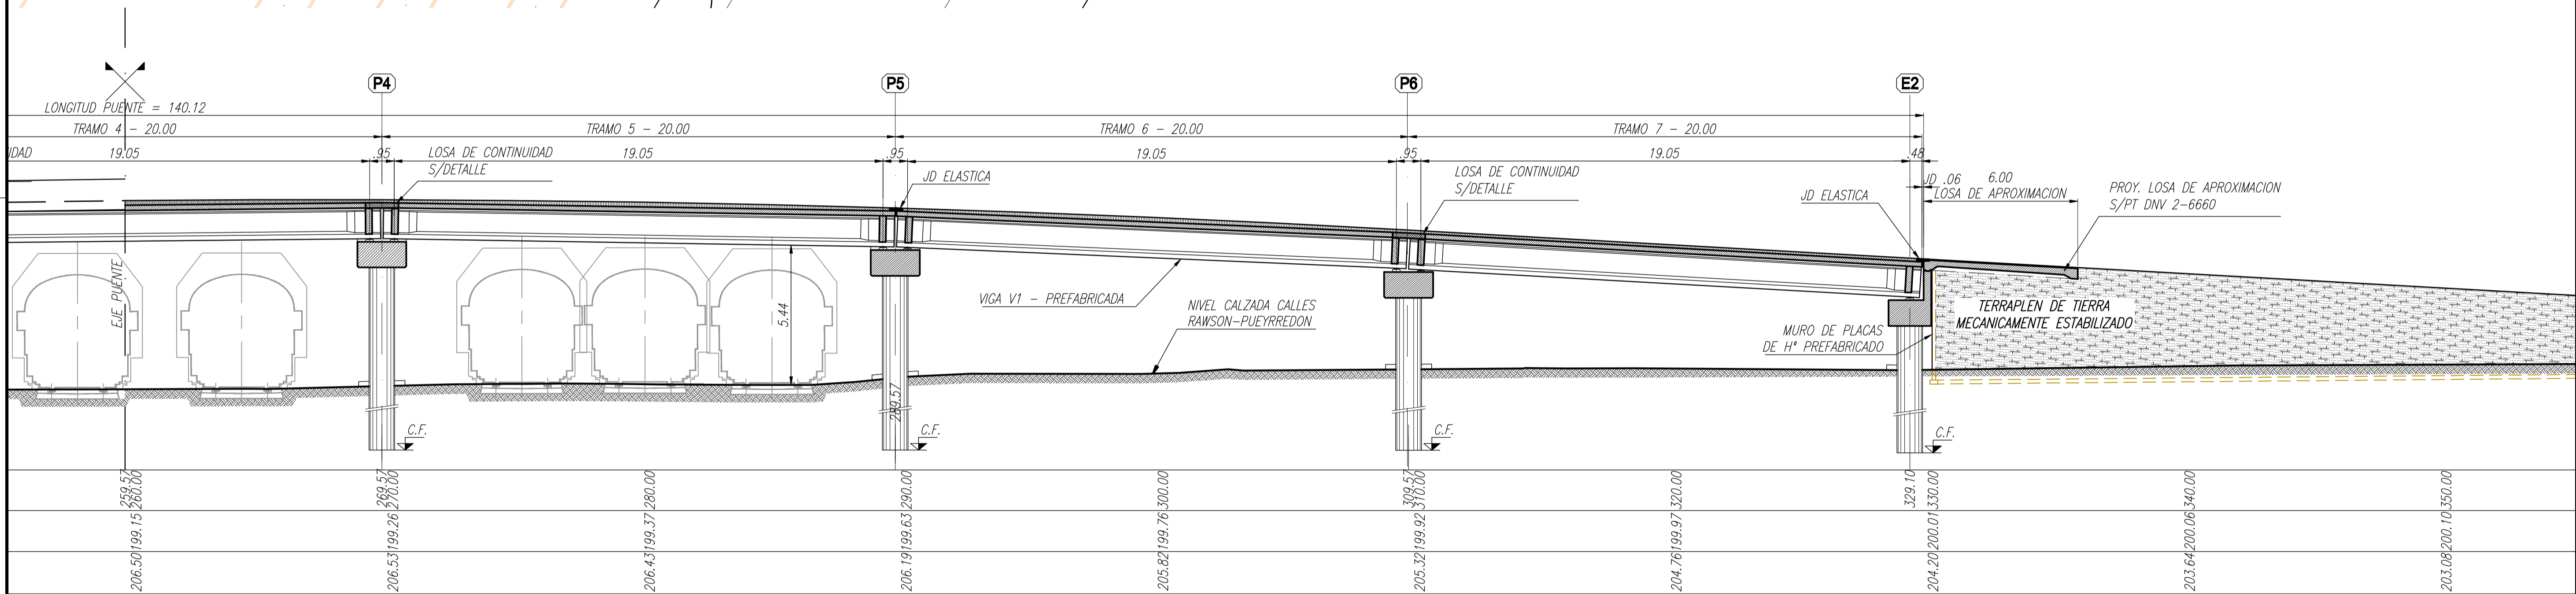 P4
P5
P6
E2
LONGITUD PUENTE = 140.12
TRAMO 4 - 20.00
TRAMO 5 - 20.00
TRAMO 6 - 20.00
TRAMO 7 - 20.00
19.05
.95
LOSA DE CONTINUIDAD
S/DETALLE
19.05
.95
JD ELASTICA
19.05
.95
LOSA DE CONTINUIDAD
S/DETALLE
19.05
.48
JD .06
6.00
LOSA DE APROXIMACION
JD ELASTICA
PROY. LOSA DE APROXIMACION
S/PT DNV 2-6660
EJE PUENTE
5.44
VIGA V1 - PREFABRICADA
NIVEL CALZADA CALLES
RAWSON-PUEYRREDON
MURO DE PLACAS
DE Hº PREFABRICADO
TERRAPLEN DE TIERRA
MECANICAMENTE ESTABILIZADO
289.57
C.F.
C.F.
C.F.
C.F.
259.57
260.00
269.57
270.00
280.00
290.00
300.00
309.57
310.00
320.00
329.10
330.00
340.00
350.00
199.15
199.26
199.37
199.63
199.76
199.92
199.97
200.01
200.06
200.10
206.50
206.53
206.43
206.19
205.82
205.32
204.76
204.20
203.64
203.08